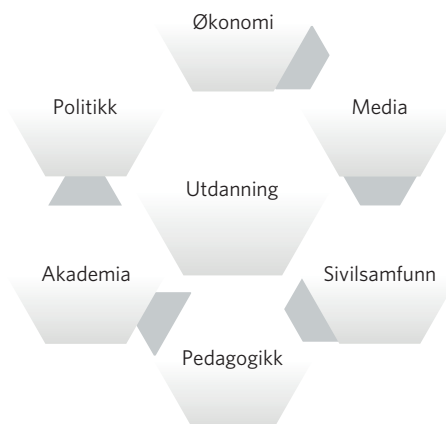 Økonomi
Politikk
Media
Utdanning
Akademia
Sivilsamfunn
Pedagogikk